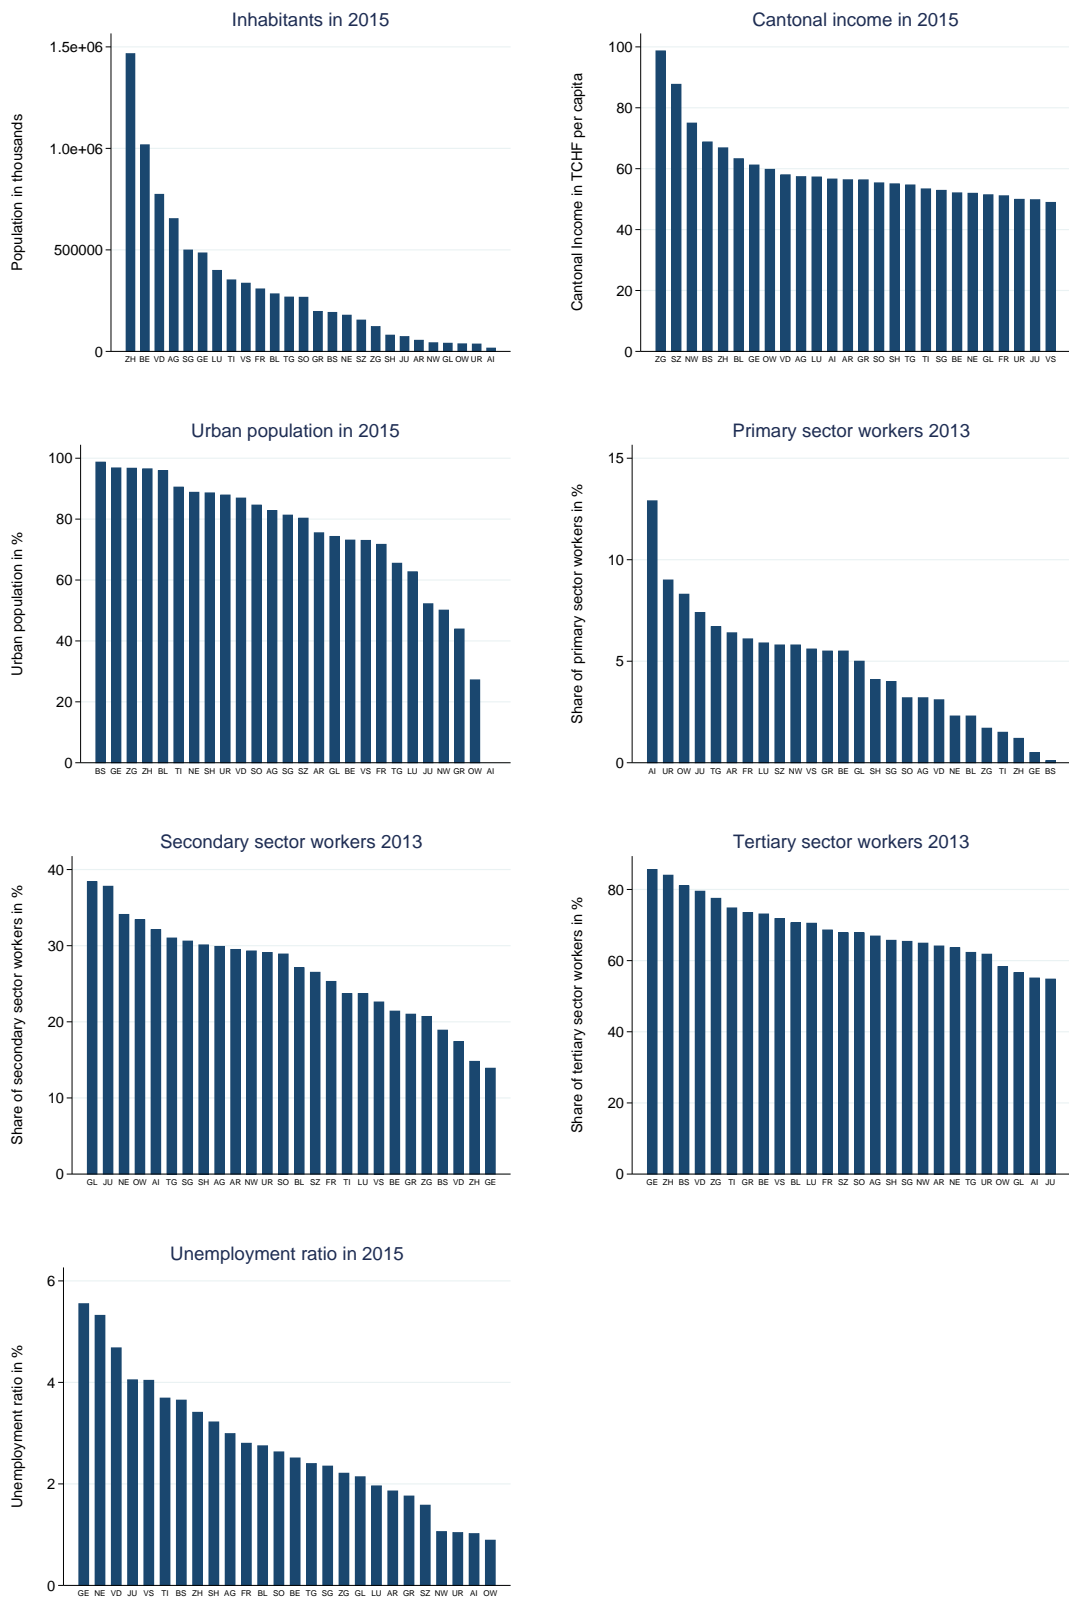 Inhabitants in 2015
Population in thousands
1.5e+06
1.0e+06
500000
0
ZH BE VD AG SG GE LU TI VS FR BL TG SO GR BS NE SZ ZG SH JU AR NW GL OW UR AI
Cantonal income in 2015
Cantonal Income in TCHF per capita
100
80
60
40
20
0
ZG SZ NW BS ZH BL GE OW VD AG LU AI AR GR SO SH TG TI SG BE NE GL FR UR JU VS
Urban population in 2015
Urban population in %
100
80
60
40
20
0
BS GE ZG ZH BL TI NE SH UR VD SO AG SG SZ AR GL BE VS FR TG LU JU NW GR OW AI
Primary sector workers 2013
Share of primary sector workers in %
15
10
5
0
AI UR OW JU TG AR FR LU SZ NW VS GR BE GL SH SG SO AG VD NE BL ZG TI ZH GE BS
Secondary sector workers 2013
Share of secondary sector workers in %
40
30
20
10
0
GL JU NE OW AI TG SG SH AG AR NW UR SO BL SZ FR TI LU VS BE GR ZG BS VD ZH GE
Tertiary sector workers 2013
Share of tertiary sector workers in %
80
60
40
20
0
GE ZH BS VD ZG TI GR BE VS BL LU FR SZ SO AG SH SG NW AR NE TG UR OW GL AI JU
Unemployment ratio in 2015
Unemployment ratio in %
6
4
2
0
GE NE VD JU VS TI BS ZH SH AG FR BL SO BE TG SG ZG GL LU AR GR SZ NW UR AI OW